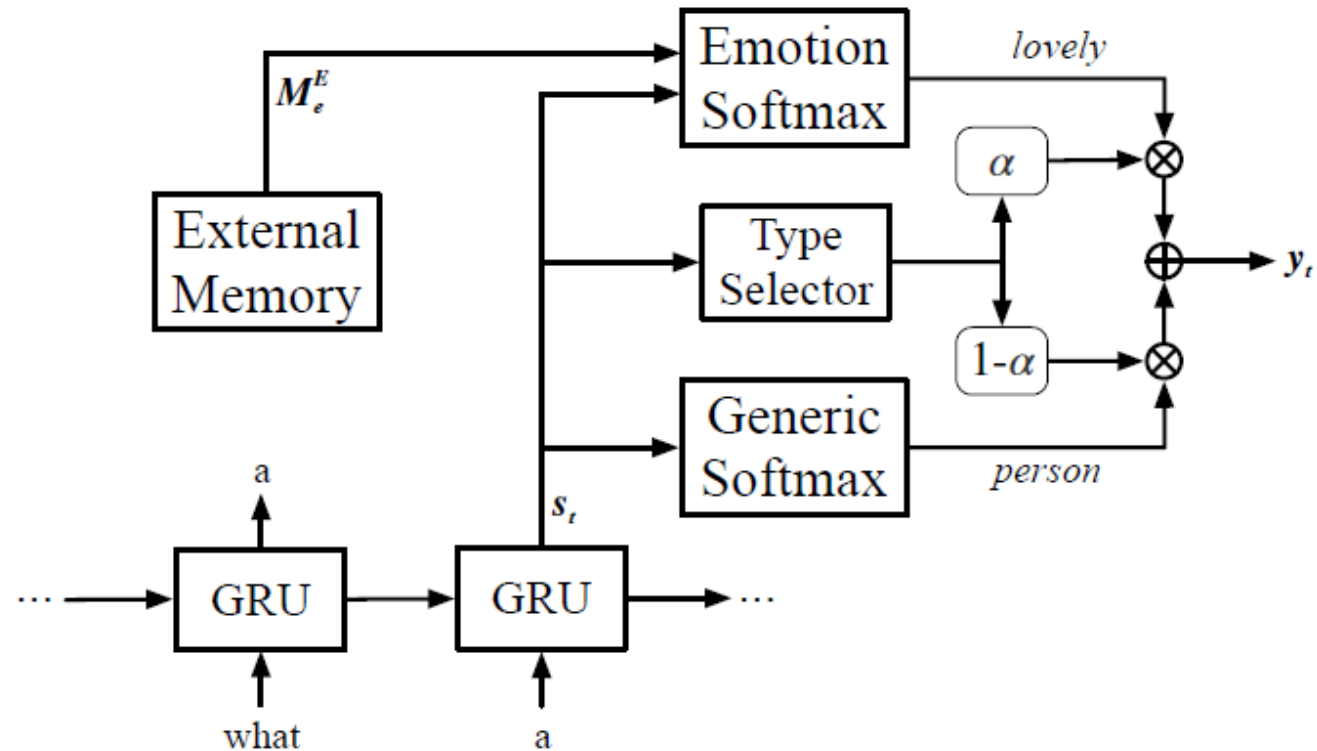 Emotion
Softmax
lovely
M_e^E
α
External
Memory
Type
Selector
y_t
1-α
Generic
Softmax
person
a
s_t
... GRU GRU ...
what a